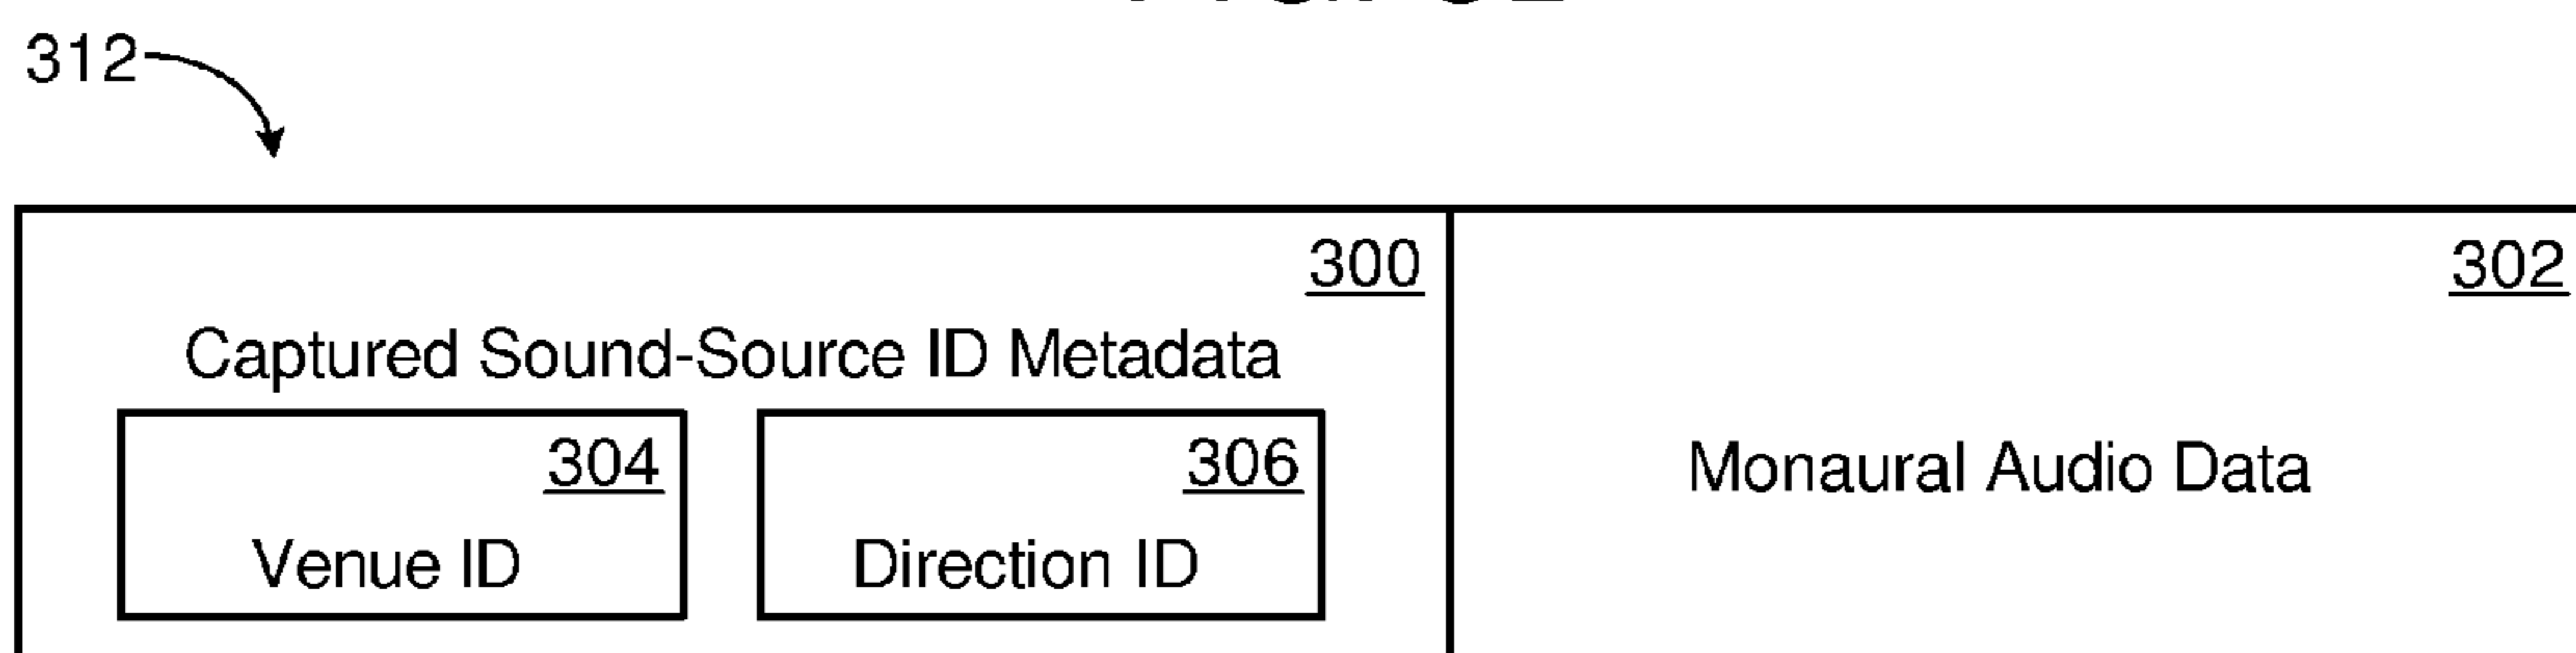 312
300
302
Captured Sound-Source ID Metadata
304
306
Monaural Audio Data
Venue ID
Direction ID